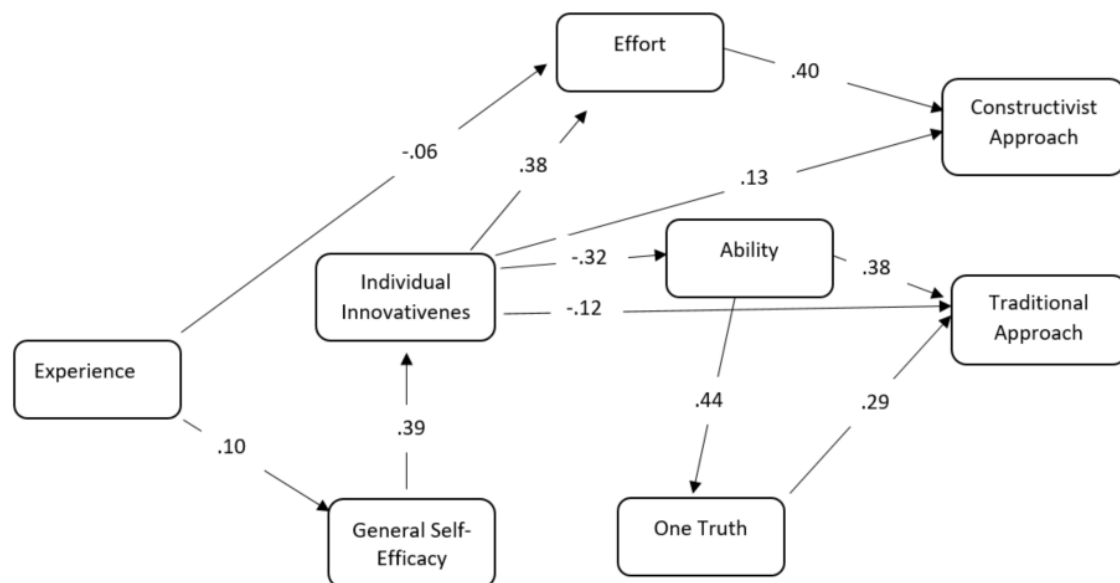 Effort
.40
Constructivist
Approach
-.06
.38
.13
Ability
-.32
.38
Individual
Innovativenes
-.12
Traditional
Approach
Experience
.44
.29
.39
.10
General Self-
Efficacy
One Truth